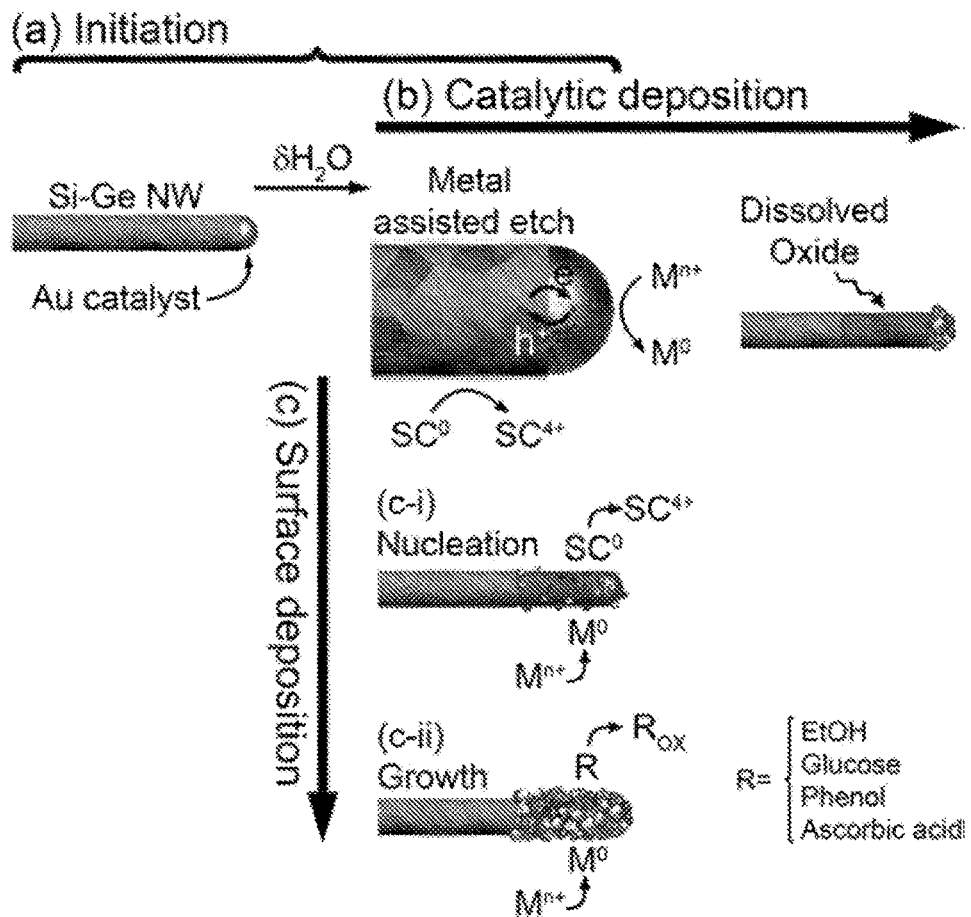 (a) Initiation
(b) Catalytic deposition
δH₂O
Si-Ge NW
Au catalyst
Metal
assisted etch
e⁻
h⁺
Mⁿ⁺
M⁰
Dissolved
Oxide
SC⁰
SC⁴⁺
(c) Surface deposition
(c-i)
Nucleation
SC⁰
SC⁴⁺
M⁰
Mⁿ⁺
(c-ii)
Growth
R
R_OX
M⁰
Mⁿ⁺
R=
EtOH
Glucose
Phenol
Ascorbic acid